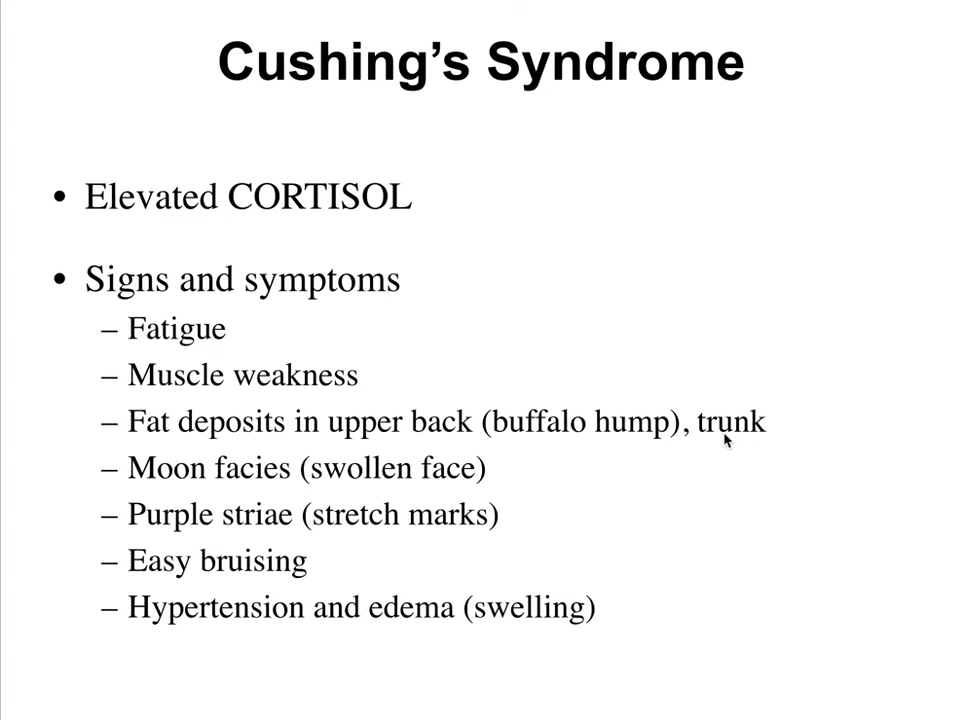 Cushing’s Syndrome
• Elevated CORTISOL
• Signs and symptoms
– Fatigue
– Muscle weakness
– Fat deposits in upper back (buffalo hump), trunk
– Moon facies (swollen face)
– Purple striae (stretch marks)
– Easy bruising
– Hypertension and edema (swelling)